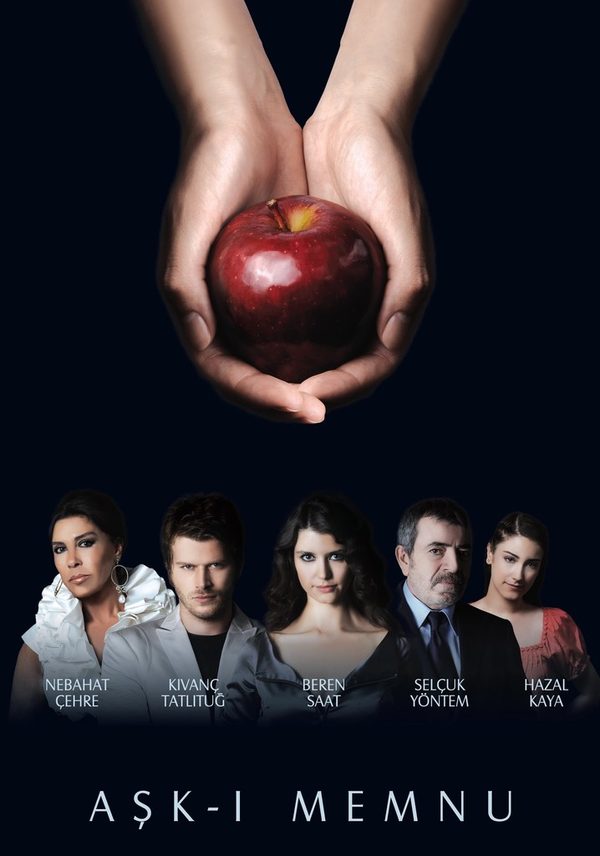 NEBAHAT
ÇEHRE
KIVANÇ
TATLITUĞ
BEREN
SAAT
SELÇUK
YÖNTEM
HAZAL
KAYA
AŞK-I MEMNU